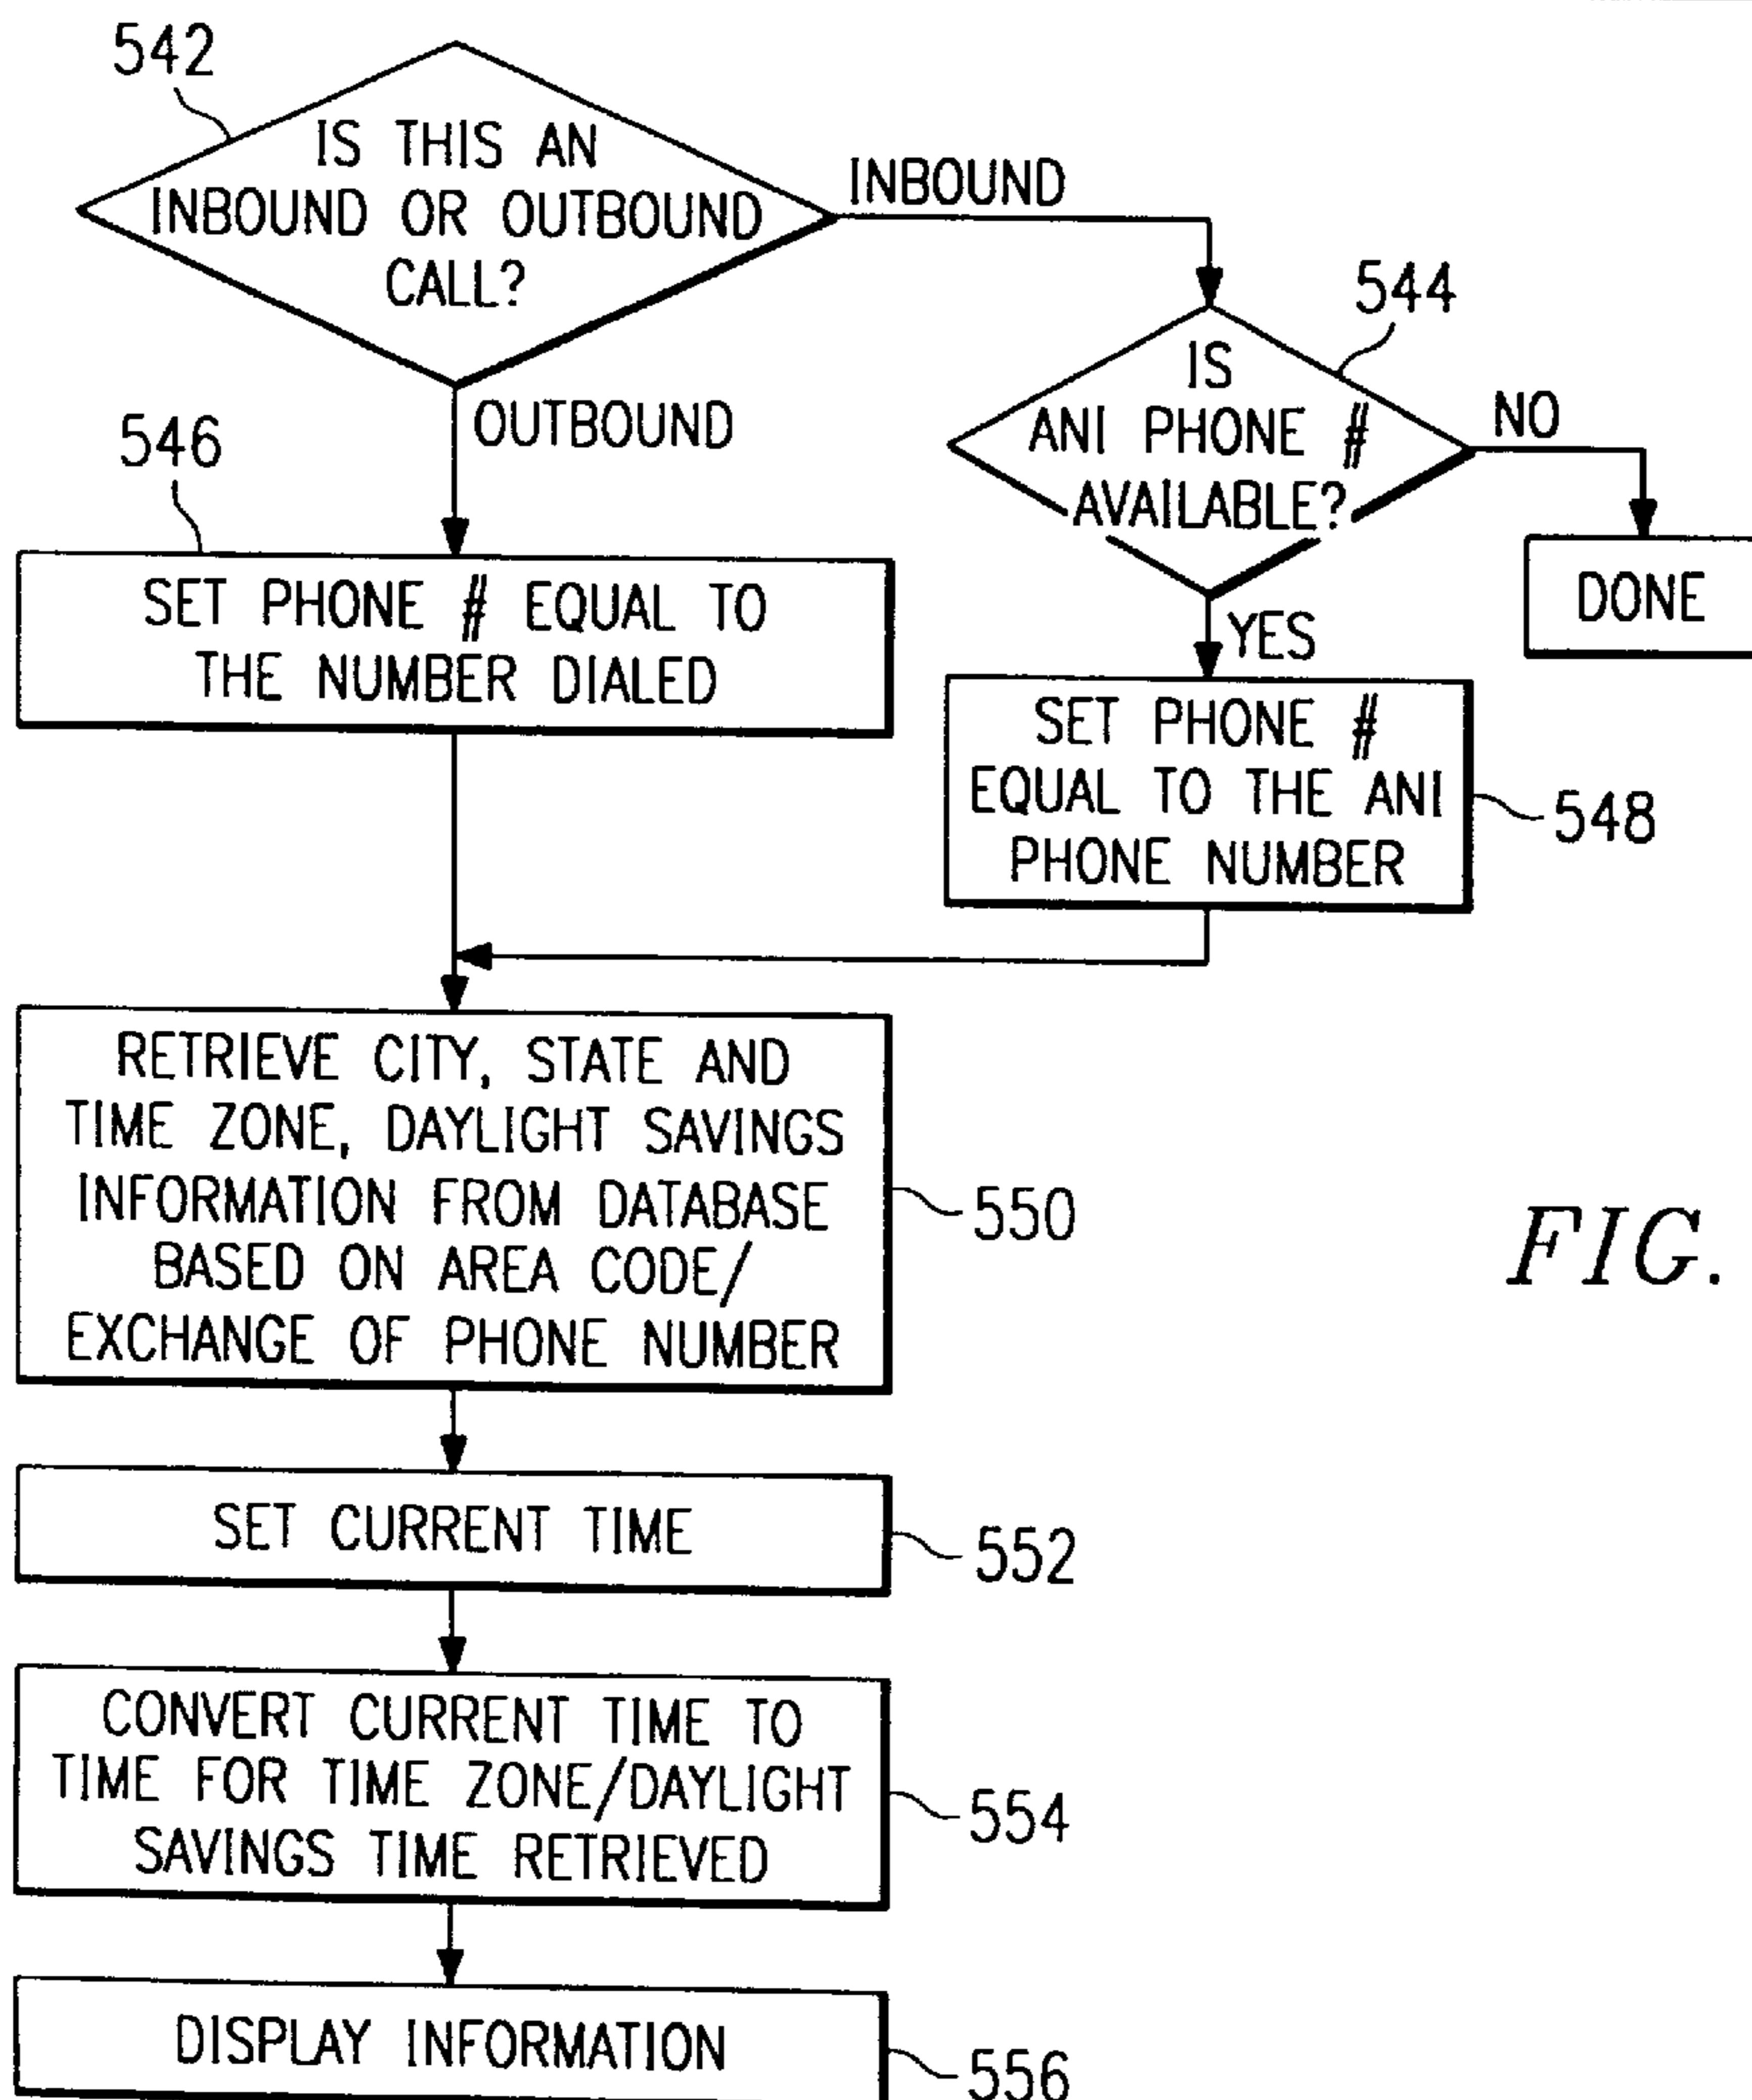 542
IS THIS AN
INBOUND OR OUTBOUND
CALL?
INBOUND
OUTBOUND
544
IS
ANI PHONE #
AVAILABLE?
NO
DONE
YES
546
SET PHONE # EQUAL TO
THE NUMBER DIALED
SET PHONE #
EQUAL TO THE ANI
PHONE NUMBER
548
RETRIEVE CITY, STATE AND
TIME ZONE, DAYLIGHT SAVINGS
INFORMATION FROM DATABASE
BASED ON AREA CODE/
EXCHANGE OF PHONE NUMBER
550
FIG.
SET CURRENT TIME
552
CONVERT CURRENT TIME TO
TIME FOR TIME ZONE/DAYLIGHT
SAVINGS TIME RETRIEVED
554
DISPLAY INFORMATION
556